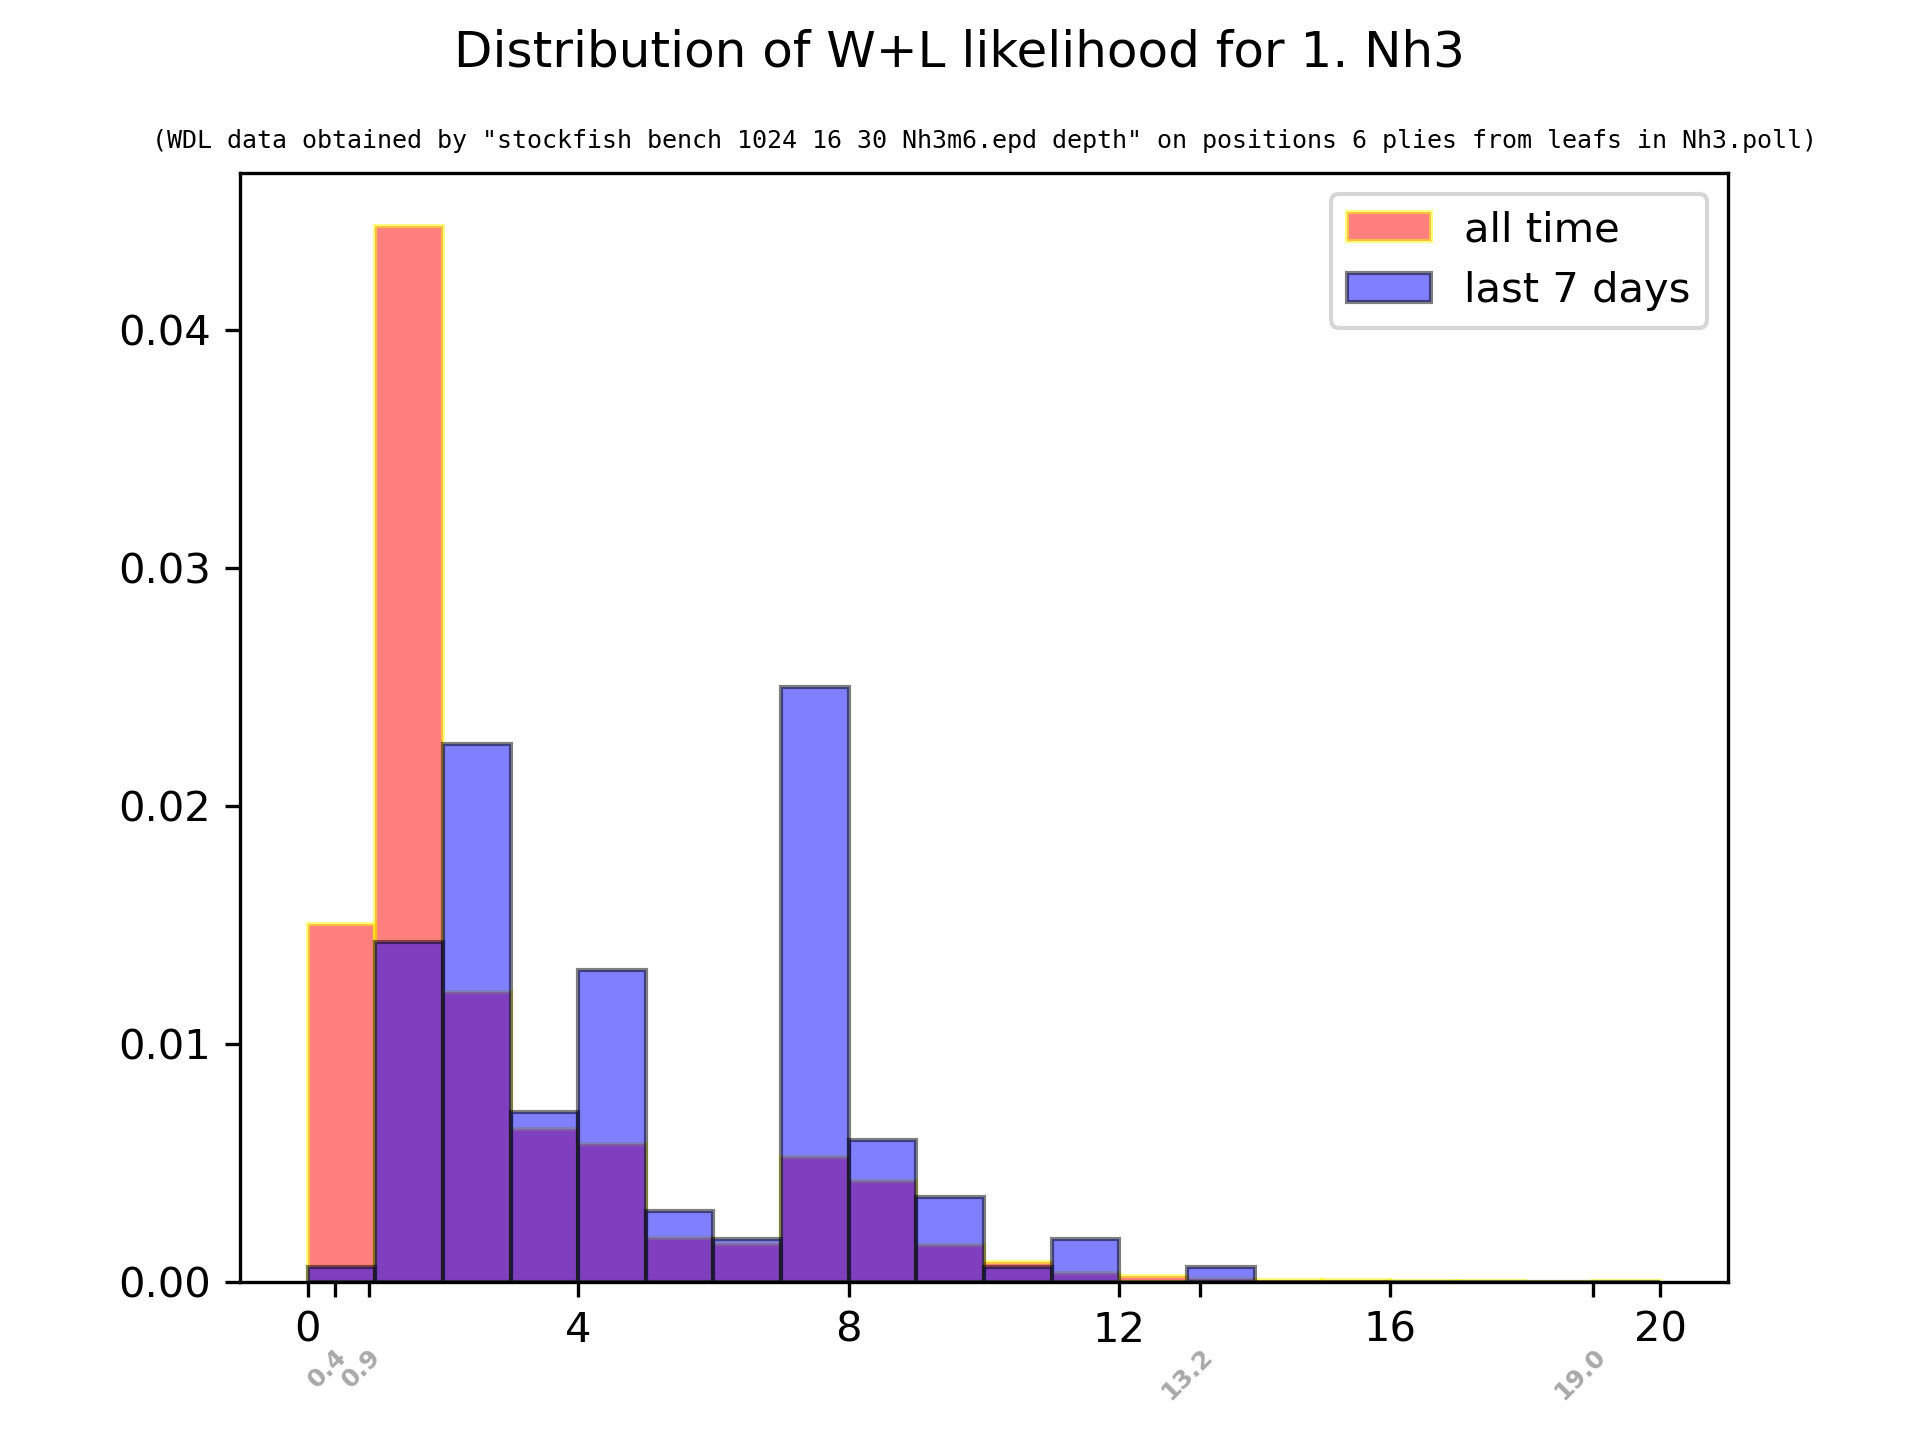 Distribution of W+L likelihood for 1. Nh3
(WDL data obtained by "stockfish bench 1024 16 30 Nh3m6.epd depth" on positions 6 plies from leafs in Nh3.poll)
all time
last 7 days
0.04
0.03
0.02
0.01
0.00
0 4 8 12 16 20
0.4 0.9 13.2 19.0